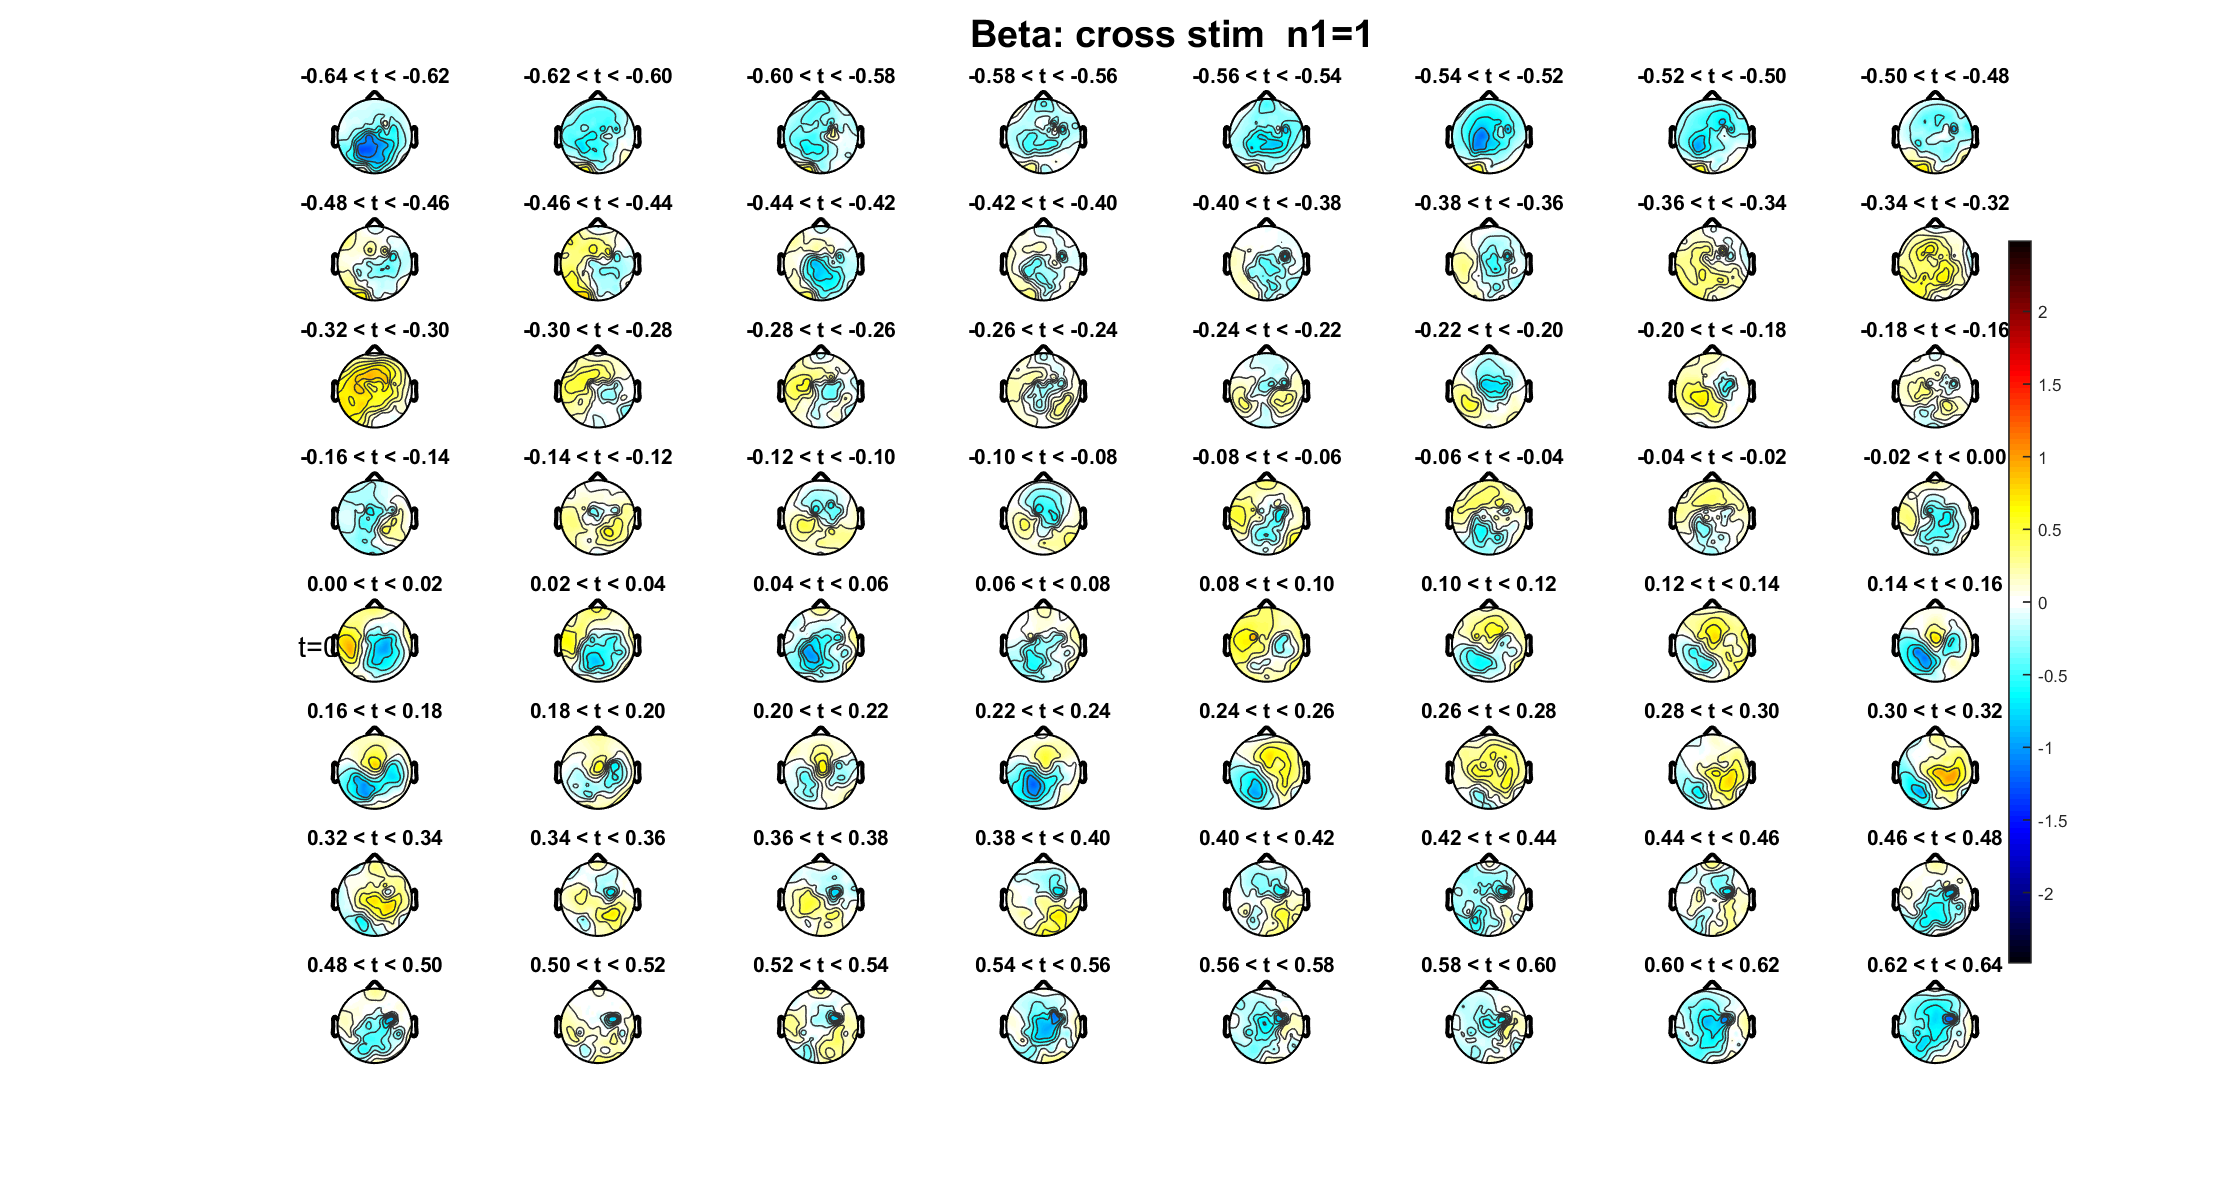 Beta: cross stim  n1=1
-0.64 < t < -0.62 -0.62 < t < -0.60 -0.60 < t < -0.58 -0.58 < t < -0.56 -0.56 < t < -0.54 -0.54 < t < -0.52 -0.52 < t < -0.50 -0.50 < t < -0.48
-0.48 < t < -0.46 -0.46 < t < -0.44 -0.44 < t < -0.42 -0.42 < t < -0.40 -0.40 < t < -0.38 -0.38 < t < -0.36 -0.36 < t < -0.34 -0.34 < t < -0.32
-0.32 < t < -0.30 -0.30 < t < -0.28 -0.28 < t < -0.26 -0.26 < t < -0.24 -0.24 < t < -0.22 -0.22 < t < -0.20 -0.20 < t < -0.18 -0.18 < t < -0.16
-0.16 < t < -0.14 -0.14 < t < -0.12 -0.12 < t < -0.10 -0.10 < t < -0.08 -0.08 < t < -0.06 -0.06 < t < -0.04 -0.04 < t < -0.02 -0.02 < t < 0.00
0.00 < t < 0.02 0.02 < t < 0.04 0.04 < t < 0.06 0.06 < t < 0.08 0.08 < t < 0.10 0.10 < t < 0.12 0.12 < t < 0.14 0.14 < t < 0.16
t=0
0.16 < t < 0.18 0.18 < t < 0.20 0.20 < t < 0.22 0.22 < t < 0.24 0.24 < t < 0.26 0.26 < t < 0.28 0.28 < t < 0.30 0.30 < t < 0.32
0.32 < t < 0.34 0.34 < t < 0.36 0.36 < t < 0.38 0.38 < t < 0.40 0.40 < t < 0.42 0.42 < t < 0.44 0.44 < t < 0.46 0.46 < t < 0.48
0.48 < t < 0.50 0.50 < t < 0.52 0.52 < t < 0.54 0.54 < t < 0.56 0.56 < t < 0.58 0.58 < t < 0.60 0.60 < t < 0.62 0.62 < t < 0.64
2
1.5
1
0.5
0
-0.5
-1
-1.5
-2